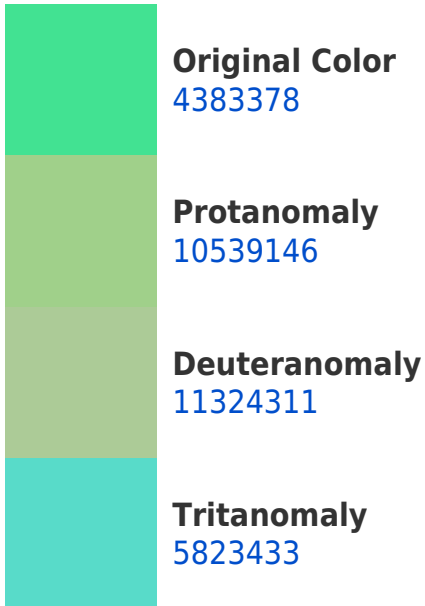 Original Color
4383378
Protanomaly
10539146
Deuteranomaly
11324311
Tritanomaly
5823433